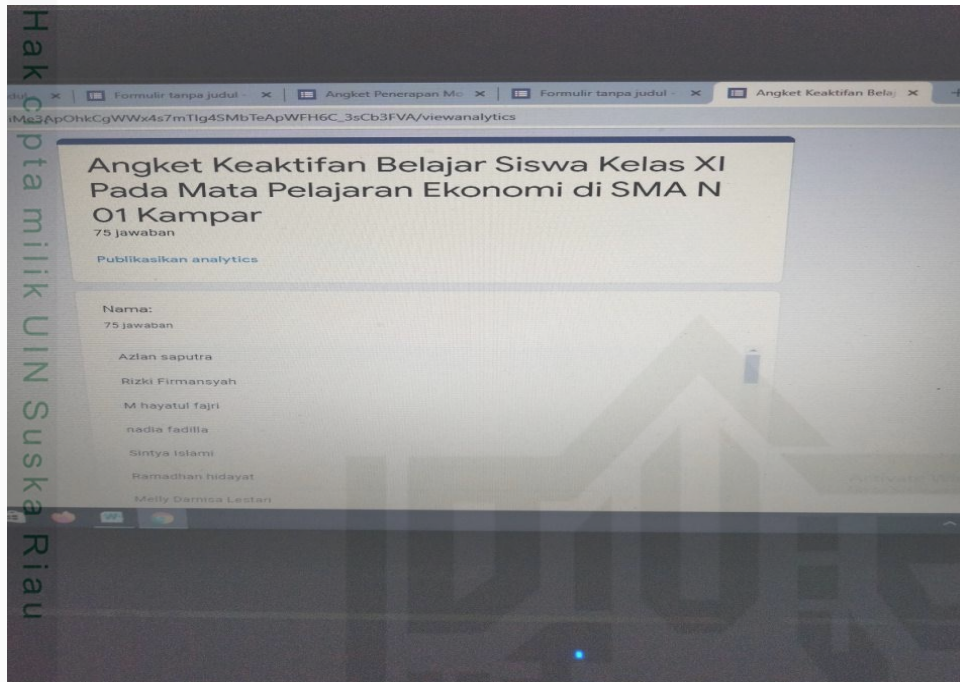 Formulir tanpa judul -
Angket Penerapan Mo
Formulir tanpa judul -
Angket Keaktifan Bela
iMe3ApOhkCgWWx4s7mTIg4SMbTeApWFH6C_3sCb3FVA/viewanalytics
Angket Keaktifan Belajar Siswa Kelas XI
Pada Mata Pelajaran Ekonomi di SMA N
01 Kampar
75 jawaban
Publikasikan analytics
Nama:
75 jawaban
Azlan saputra
Rizki Firmansyah
M hayatul fajri
nadia fadilla
Sintya Islami
Ramadhan hidayat
Melly Darnisa Lestari
Hak cipta milik UIN Suska Riau